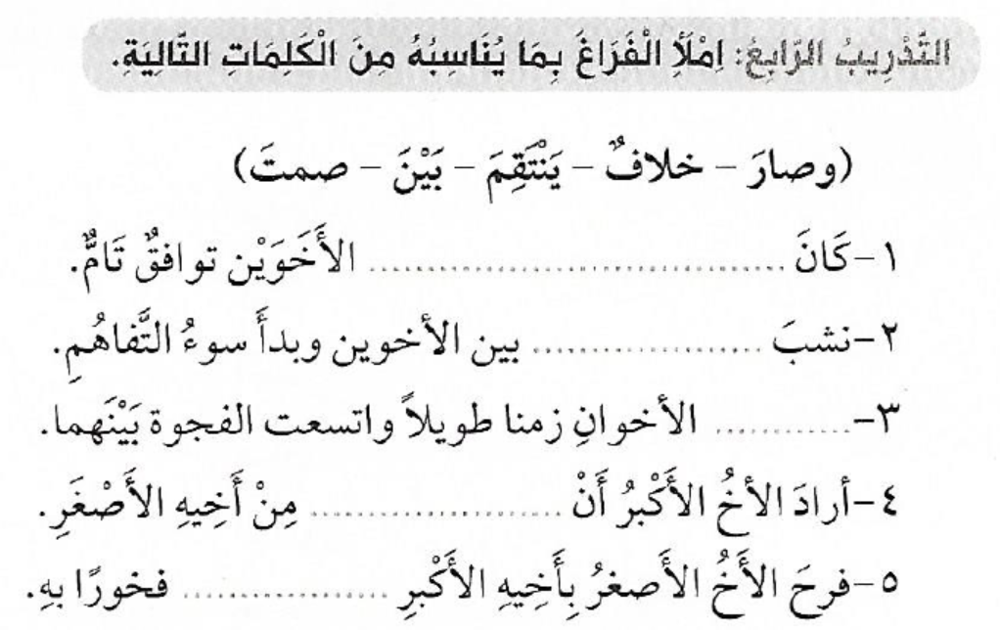 التَّدْرِيبُ الرَّابِعُ: اِمْلَأِ الْفَرَاغَ بِمَا يُنَاسِبُهُ مِنَ الْكَلِمَاتِ التَّالِيَةِ.
(وصارَ – خلافٌ – يَنْتَقِمَ – بَيْنَ – صمتَ)
١-كَانَ .................... الأَخَوَيْن توافقٌ تَامٌّ.
٢-نشبَ .................... بين الأخوين وبدأَ سوءُ التَّفاهُمِ.
٣-............ الأخوانِ زمنا طويلاً واتسعت الفجوة بَيْنَهما.
٤-أرادَ الأخُ الأَكْبرُ أَنْ .................... مِنْ أَخِيهِ الأَصْغَرِ.
٥-فرحَ الأَخُ الأَصغرُ بِأَخِيهِ الأَكْبرِ .................... فخورًا بهِ.